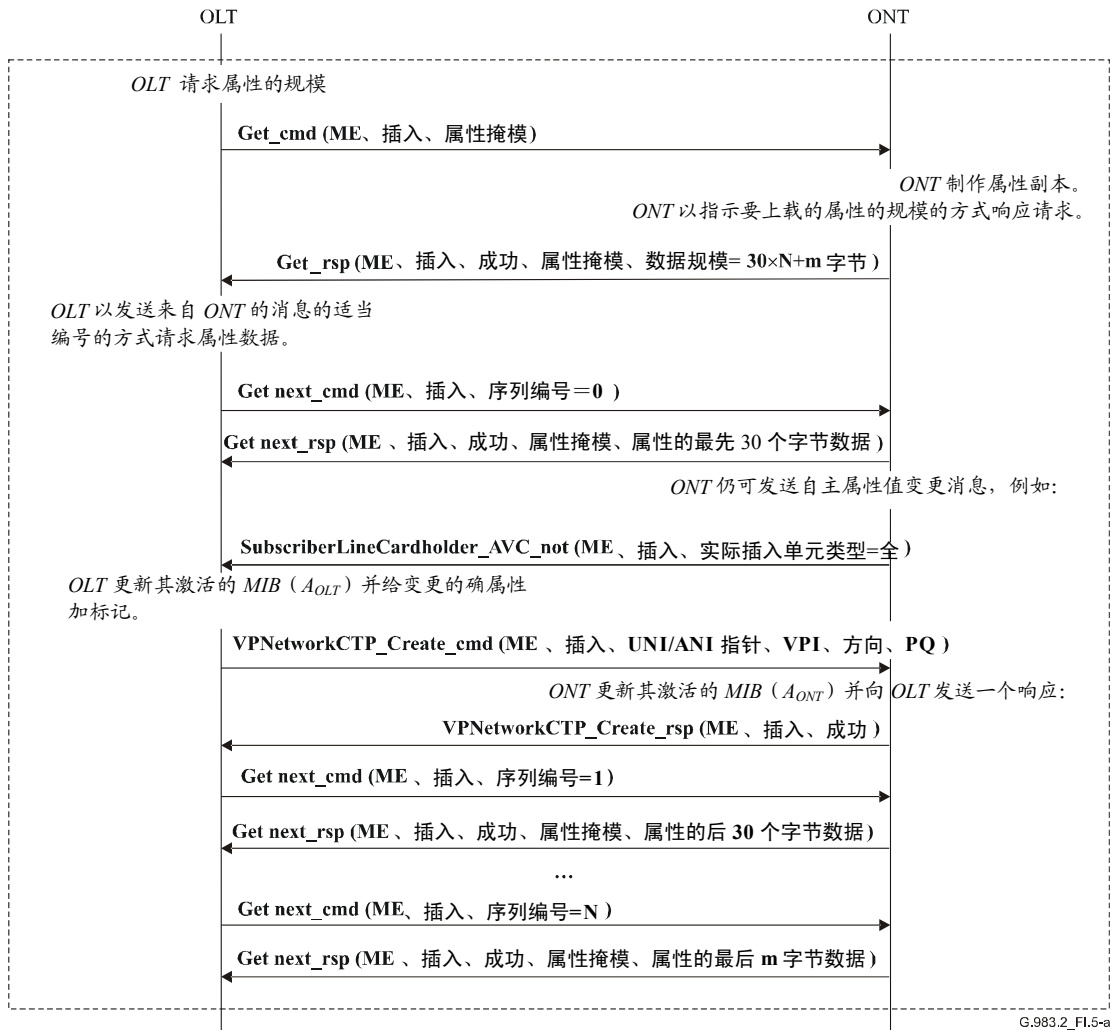 OLT
ONT
OLT 请求属性的规模
Get_cmd (ME、插入、属性掩模)
ONT 制作属性副本。
ONT 以指示要上载的属性的规模的方式响应请求。
Get_rsp (ME、插入、成功、属性掩模、数据规模= 30×N+m 字节 )
OLT 以发送来自 ONT 的消息的适当
编号的方式请求属性数据。
Get next_cmd (ME、插入、序列编号＝0 )
Get next_rsp (ME 、插入、成功、属性掩模、属性的最先 30 个字节数据 )
ONT 仍可发送自主属性值变更消息，例如：
SubscriberLineCardholder_AVC_not (ME、插入、实际插入单元类型=全 )
OLT 更新其激活的 MIB（AOLT）并给变更的确属性
加标记。
VPNetworkCTP_Create_cmd (ME 、插入、UNI/ANI 指针、VPI、方向、PQ )
ONT 更新其激活的 MIB（AONT）并向 OLT 发送一个响应：
VPNetworkCTP_Create_rsp (ME 、插入、成功 )
Get next_cmd (ME 、插入、序列编号=1)
Get next_rsp (ME 、插入、成功、属性掩模、属性的后 30 个字节数据)
...
Get next_cmd (ME、插入、序列编号=N )
Get next_rsp (ME 、插入、成功、属性掩模、属性的最后 m 字节数据)
G.983.2_FI.5-a